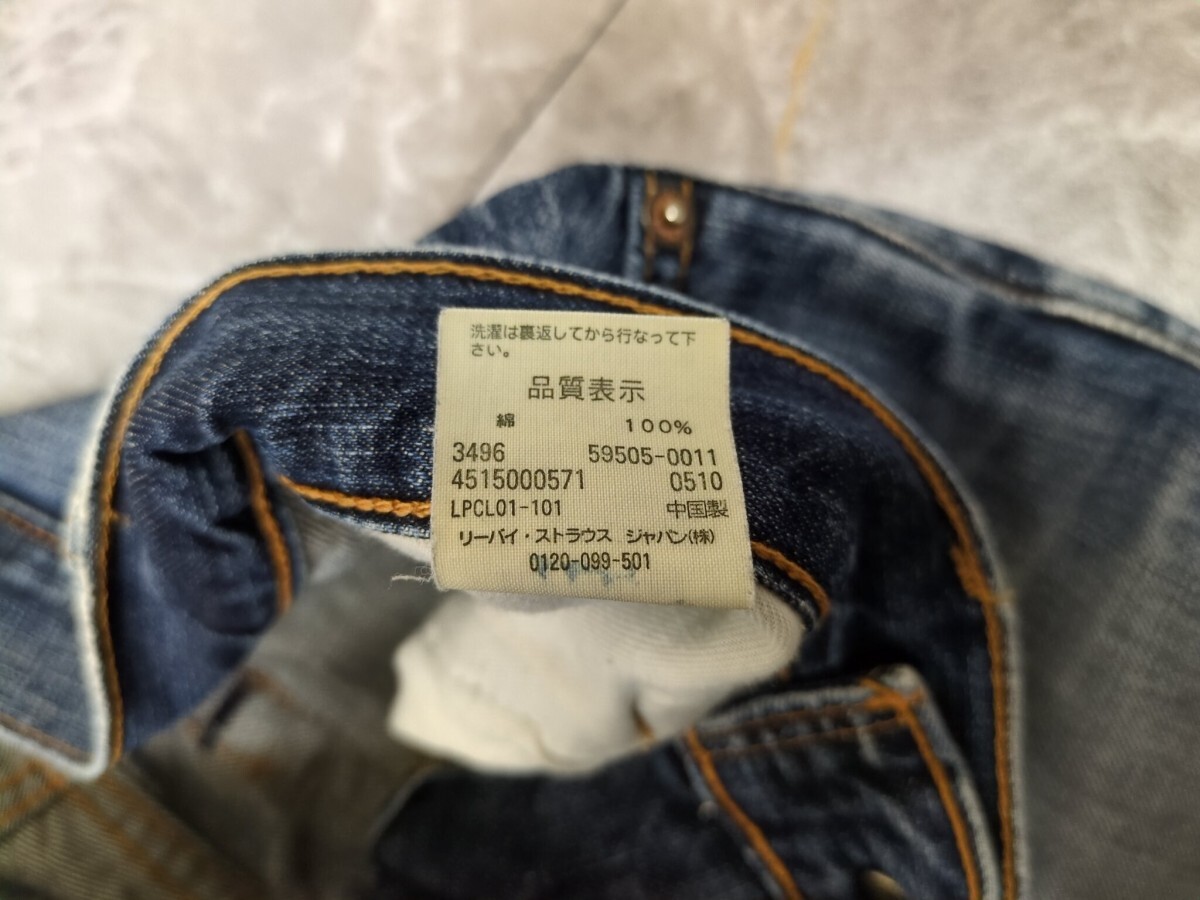 洗濯は裏返してから行なって下
さい。
品質表示
綿 100%
3496 59505-0011
4515000571 0510
LPCL01-101 中国製
リーバイ・ストラウス ジャパン(株)
0120-099-501